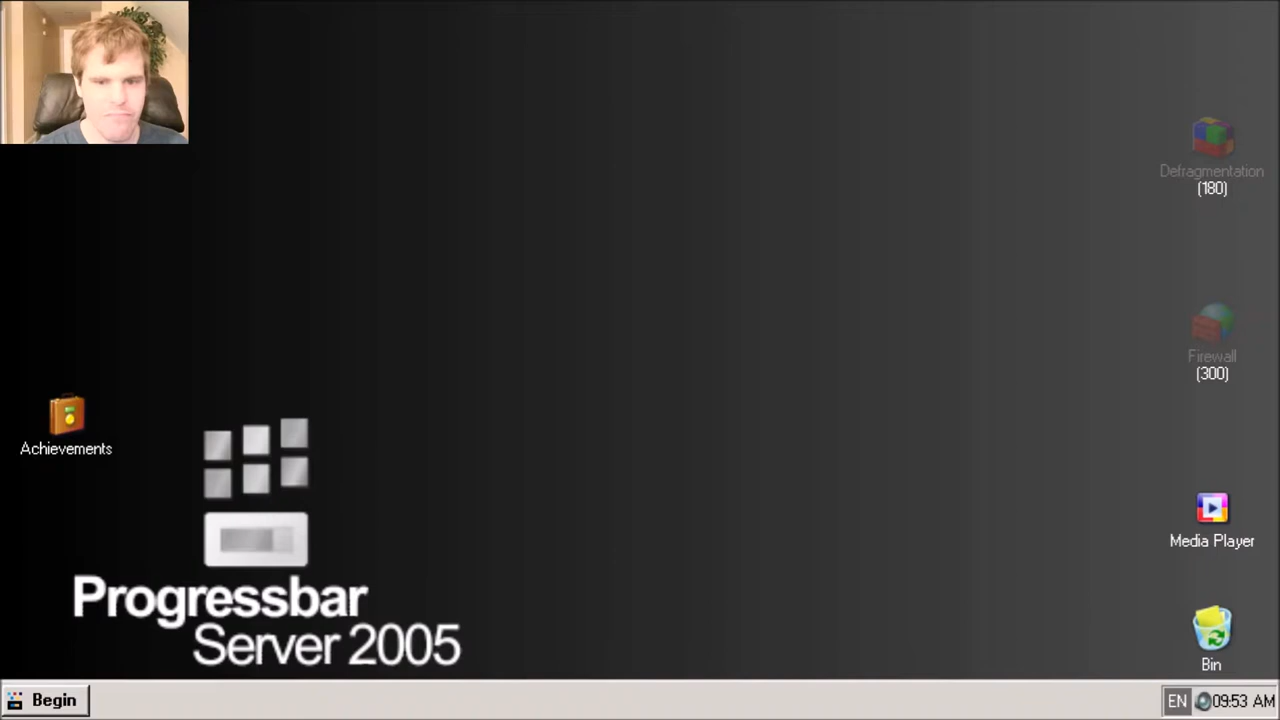 Defragmentation
(180)
Firewall
(300)
Achievements
Media Player
Progressbar
Server 2005
Bin
Begin
EN
09:53 AM